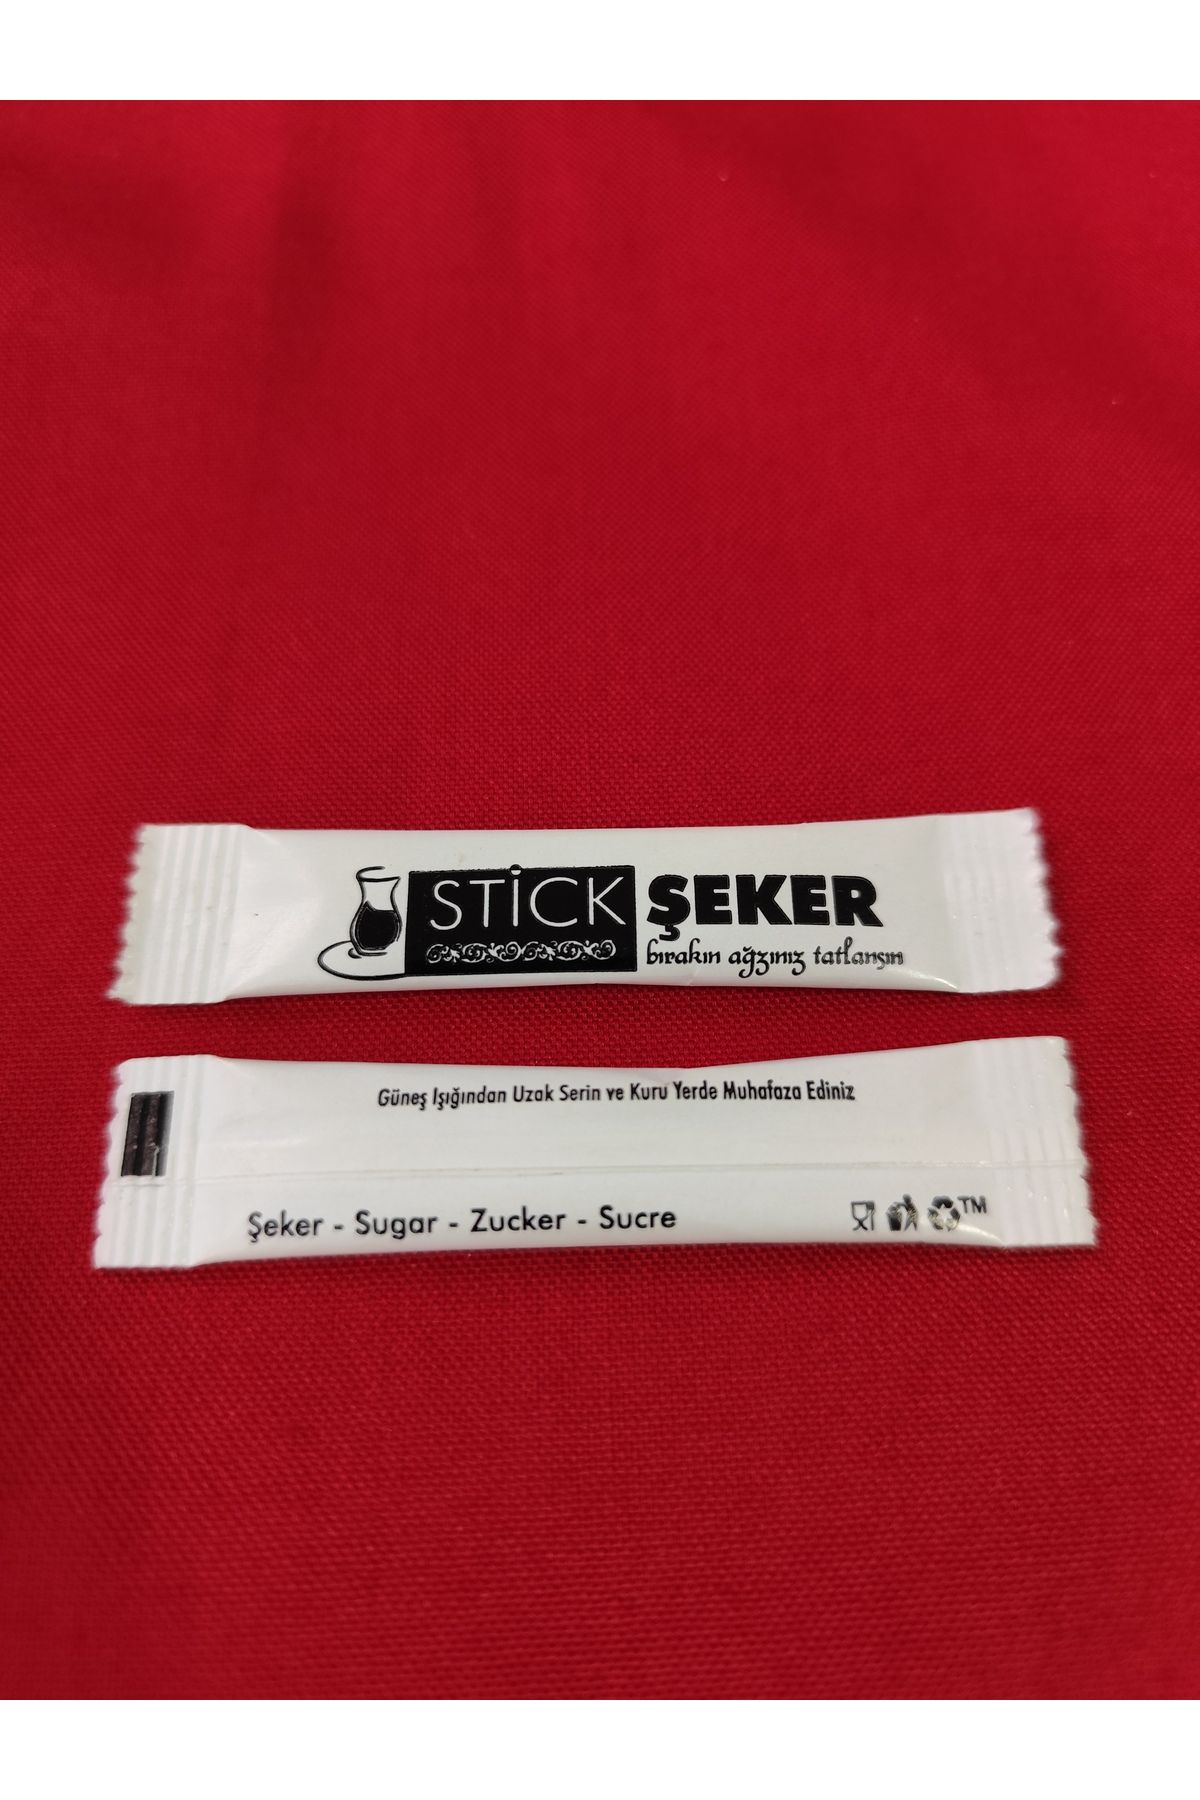 STİCK ŞEKER
bırakın ağzınız tatlansın
Güneş Işığından Uzak Serin ve Kuru Yerde Muhafaza Ediniz
Şeker - Sugar - Zucker - Sucre
TM